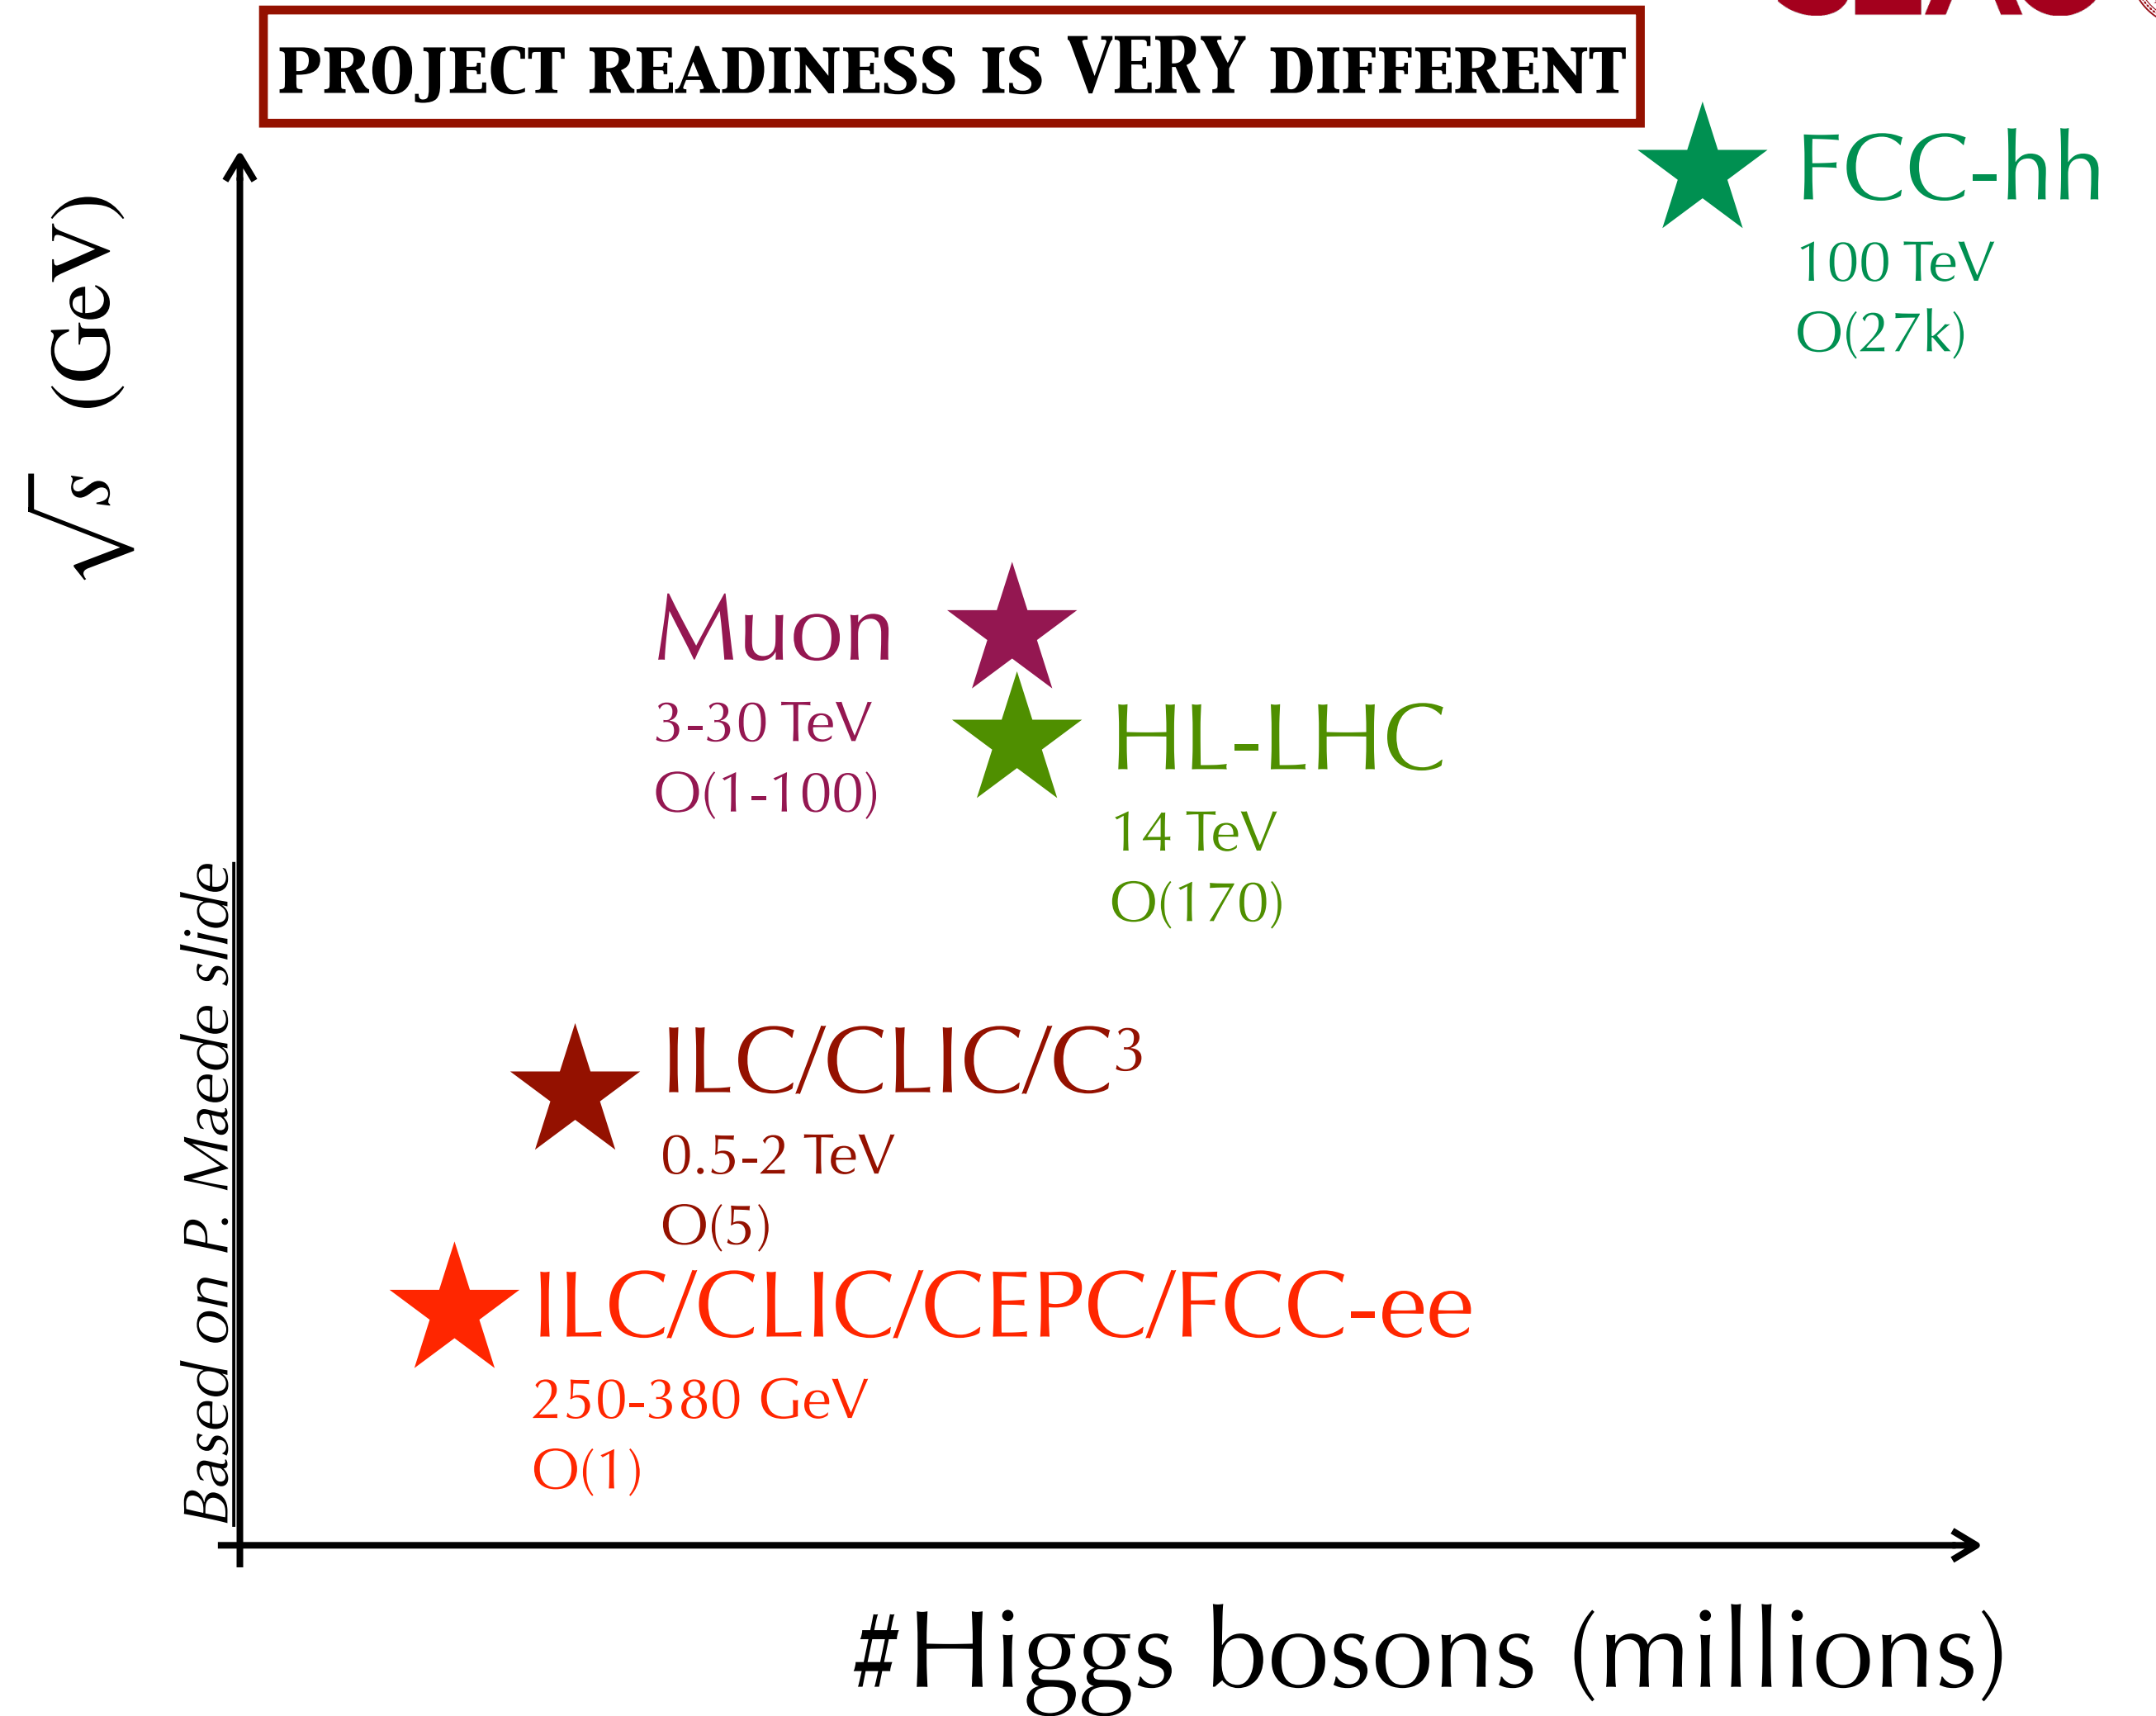 PROJECT READINESS IS VERY DIFFERENT
FCC-hh
100 TeV
O(27k)
√s (GeV)
Muon
3-30 TeV
O(1-100)
HL-LHC
14 TeV
O(170)
Based on P. Maede slide
ILC/CLIC/C³
0.5-2 TeV
O(5)
ILC/CLIC/CEPC/FCC-ee
250-380 GeV
O(1)
#Higgs bosons (millions)